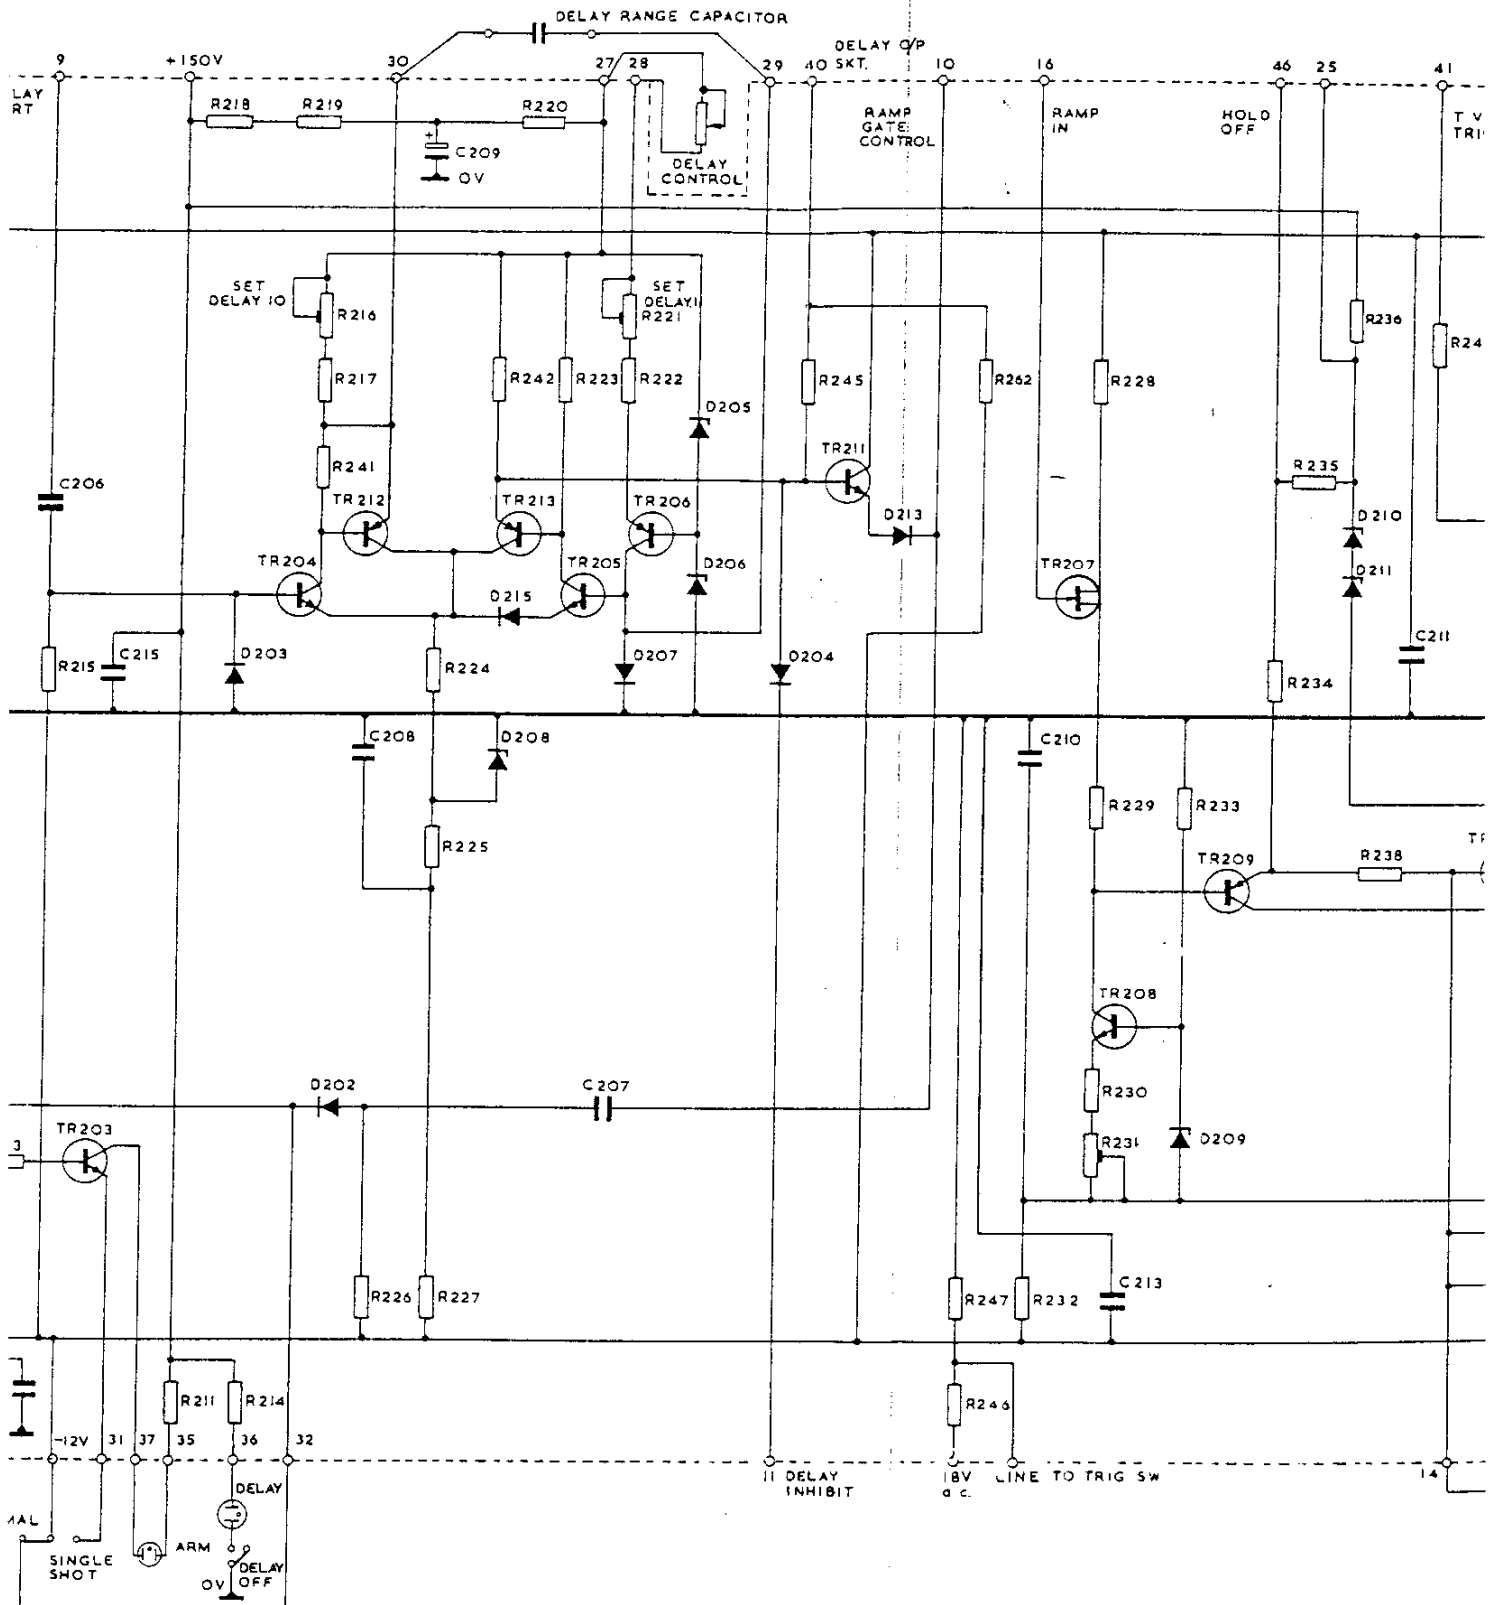 DELAY RANGE CAPACITOR
9
+150V
30
27
28
29
40
DELAY O/P
SKT.
10
16
46
25
41
LAY
RT
R218
R219
R220
C209
0V
DELAY
CONTROL
RAMP
GATE
CONTROL
RAMP
IN
HOLD
OFF
T V
TRI
SET
DELAY 10
R216
SET
DELAY 1
R221
R236
R24
R217
R242
R223
R222
D205
R245
R262
R228
C206
R241
TR212
TR213
TR206
TR211
R235
D213
D210
TR204
D215
TR205
D206
TR207
D211
R215
C215
D203
R224
D207
D204
R234
C211
C208
D208
C210
R225
R229
R233
TR209
R238
TR
TR208
D202
C207
R230
TR203
3
R231
D209
R226
R227
R247
R232
C213
R211
R214
R246
-12V
31
37
35
36
32
11
DELAY
INHIBIT
18V
a c.
LINE TO TRIG SW
14
DELAY
MAL
SINGLE
SHOT
ARM
DELAY
OFF
0V